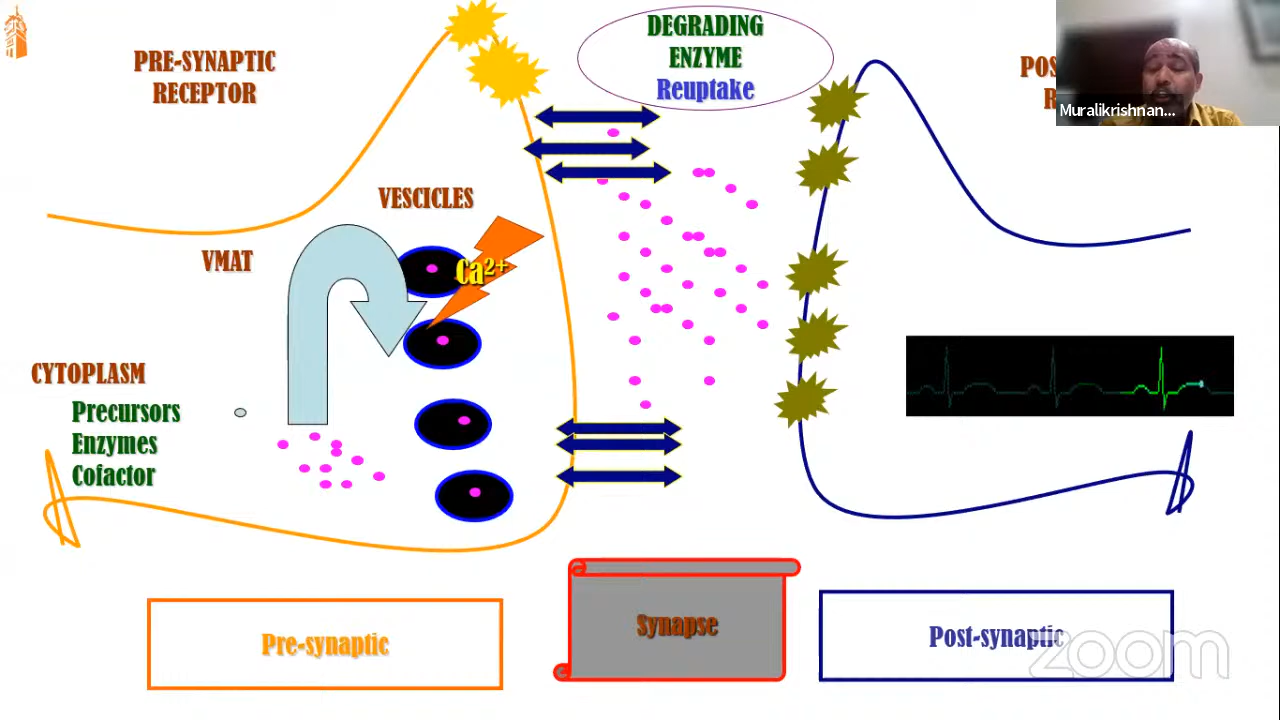 PRE-SYNAPTIC
RECEPTOR
DEGRADING
ENZYME
Reuptake
Muralikrishnan...
VESCICLES
VMAT
Ca²⁺
CYTOPLASM
Precursors
Enzymes
Cofactor
Pre-synaptic
Synapse
Post-synaptic
zoom